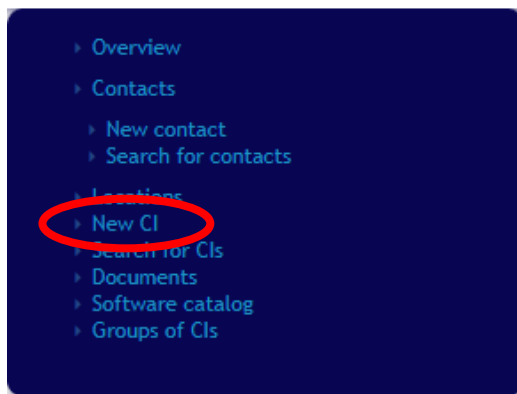 Overview
Contacts
New contact
Search for contacts
Locations
New CI
Search for CIs
Documents
Software catalog
Groups of CIs